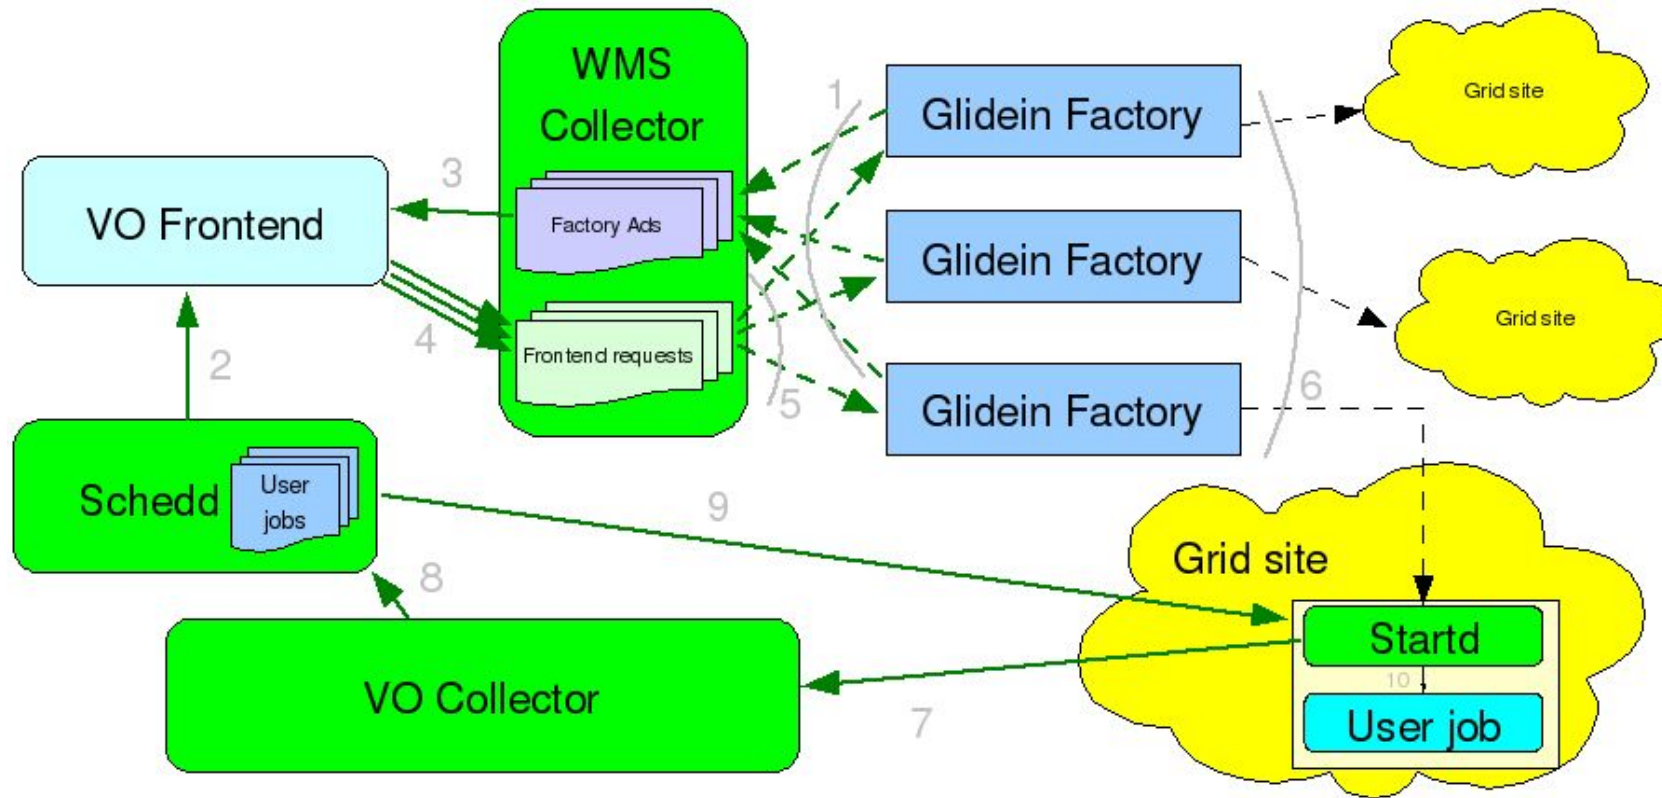 WMS
Collector
1
Glidein Factory
Grid site
3
VO Frontend
Factory Ads
Glidein Factory
Grid site
4
Frontend requests
2
5
Glidein Factory
6
Schedd
User
jobs
9
Grid site
8
Startd
10
VO Collector
7
User job